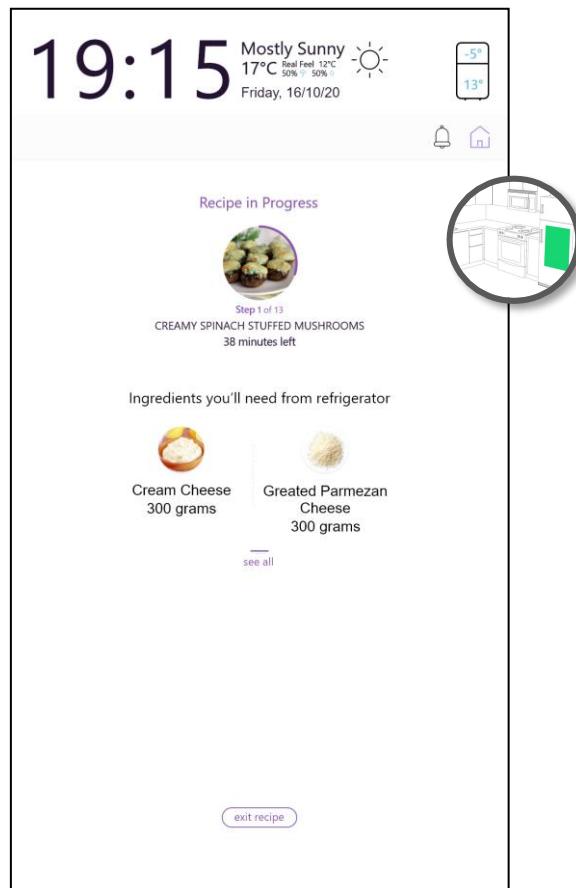 19:15
Mostly Sunny
17°C Real Feel 12°C
50% 50%
Friday, 16/10/20
-5°
13°
Recipe in Progress
Step 1 of 13
CREAMY SPINACH STUFFED MUSHROOMS
38 minutes left
Ingredients you'll need from refrigerator
Cream Cheese
300 grams
Greated Parmezan
Cheese
300 grams
see all
exit recipe